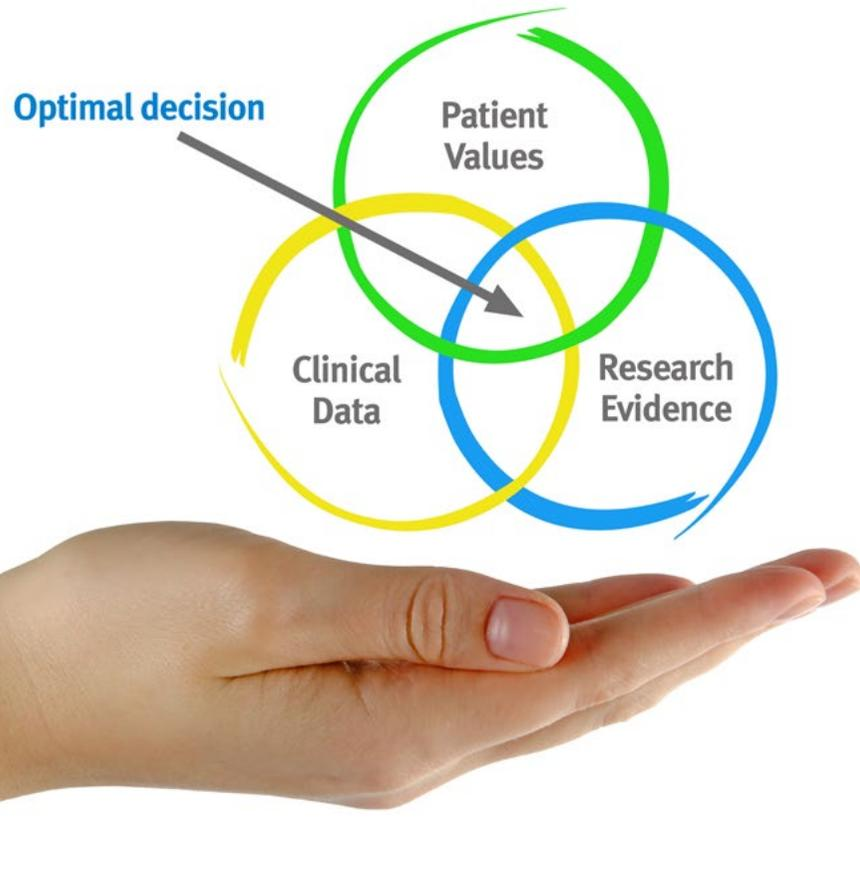 Optimal decision
Patient
Values
Clinical
Data
Research
Evidence